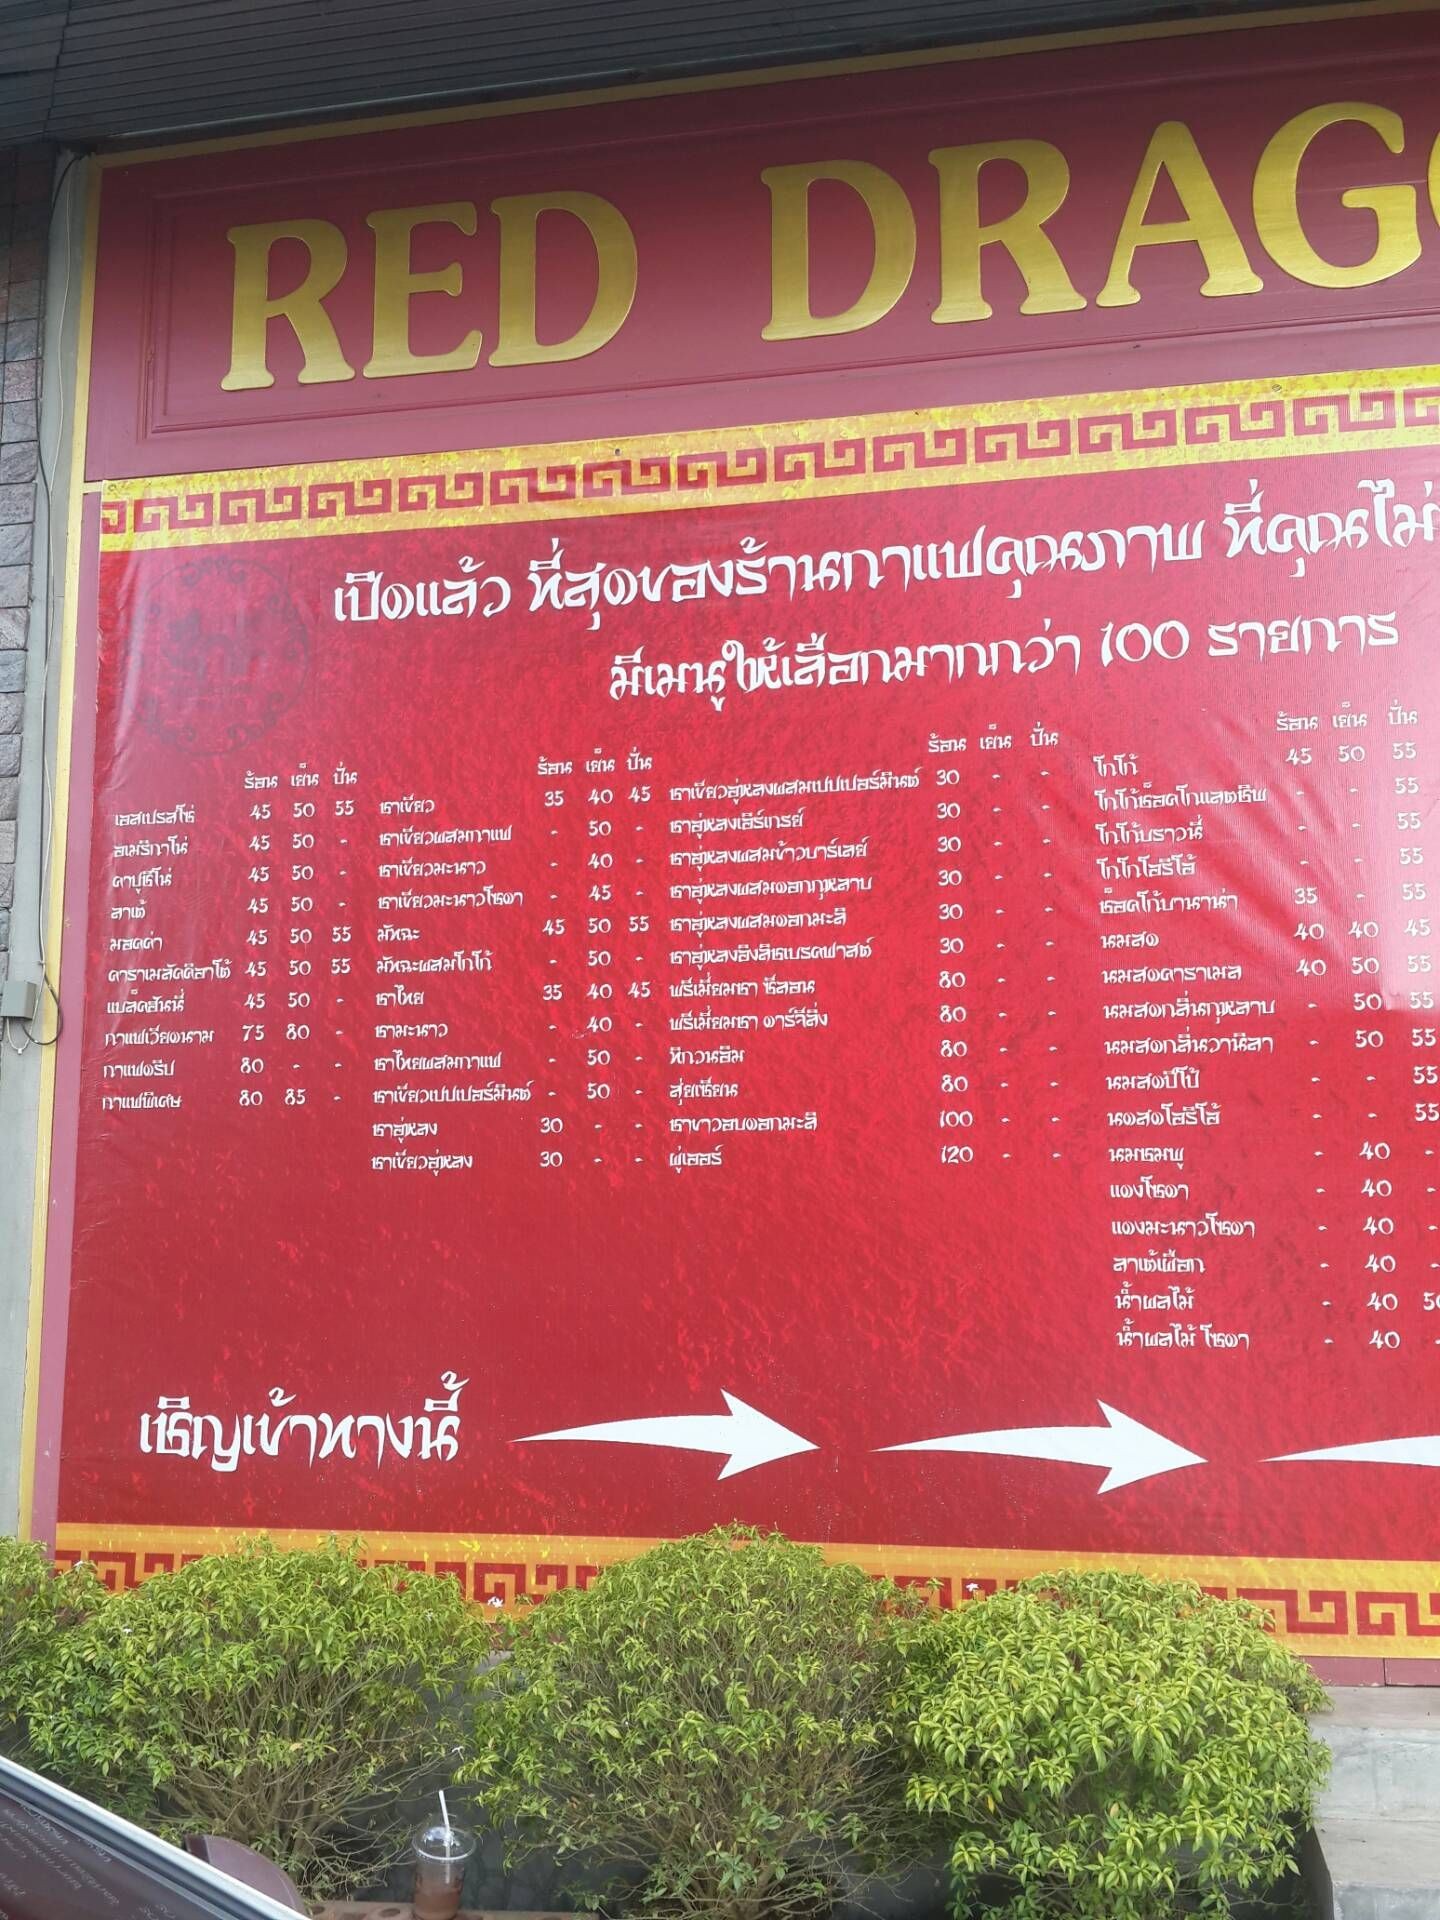 RED DRAG
เปิดแล้ว ที่สุดของร้านกาแฟคุณภาพ ที่คุณไม่
มีเมนูให้เลือกมากกว่า 100 รายการ
ร้อน เย็น ปั่น
เอสเปรสโซ่ 45 50 55
อเมริกาโน่ 45 50 -
คาปูชิโน่ 45 50 -
ลาเต้ 45 50 -
มอคค่า 45 50 55
คาราเมลัคคีอาโต้ 45 50 55
แบล็คฮันนี่ 45 50 -
กาแฟเวียดนาม 75 80 -
กาแฟดริป 80 - -
กาแฟพิเศษ 80 85 -
ร้อน เย็น ปั่น
ชาเขียว 35 40 45
ชาเขียวผสมกาแฟ - 50 -
ชาเขียวมะนาว - 40 -
ชาเขียวมะนาวโซดา - 45 -
มัทฉะ 45 50 55
มัทฉะผสมโกโก้ - 50 -
ชาไทย 35 40 45
ชามะนาว - 40 -
ชาไทยผสมกาแฟ - 50 -
ชาเขียวเปปเปอร์มินต์ - 50 -
ชาอู่หลง 30 - -
ชาเขียวอู่หลง 30 - -
ร้อน เย็น ปั่น
ชาเขียวอู่หลงผสมเปปเปอร์มินต์ 30 - -
ชาอู่หลงเอิร์เกรย์ 30 - -
ชาอู่หลงผสมข้าวบาร์เลย์ 30 - -
ชาอู่หลงผสมดอกกุหลาบ 30 - -
ชาอู่หลงผสมดอกมะลิ 30 - -
ชาอู่หลงอิงลิชเบรคฟาสต์ 30 - -
พรีเมี่ยมชา ซีลอน 80 - -
พรีเมี่ยมชา ดาร์จีลิ่ง 80 - -
ทิกวนอิม 80 - -
สุ่ยเซียน 80 - -
ชาขาวอบดอกมะลิ 100 - -
ผู่เออร์ 120 - -
ร้อน เย็น ปั่น
โกโก้ 45 50 55
โกโก้ช็อคโกแลตชิพ - - 55
โกโก้บราวนี่ - - 55
โกโกโอริโอ้ - - 55
ช็อคโก้บานาน่า 35 - 55
นมสด 40 40 45
นมสดคาราเมล 40 50 55
นมสดกลิ่นกุหลาบ - 50 55
นมสดกลิ่นวานิลา - 50 55
นมสดปีโป้ - - 55
นดสดโอริโอ้ - - 55
นมชมพู - 40 -
แดงโซดา - 40 -
แดงมะนาวโซดา - 40 -
ลาเต้เผือก - 40 -
น้ำผลไม้ - 40 50
น้ำผลไม้ โซดา - 40 -
เชิญเข้าทางนี้